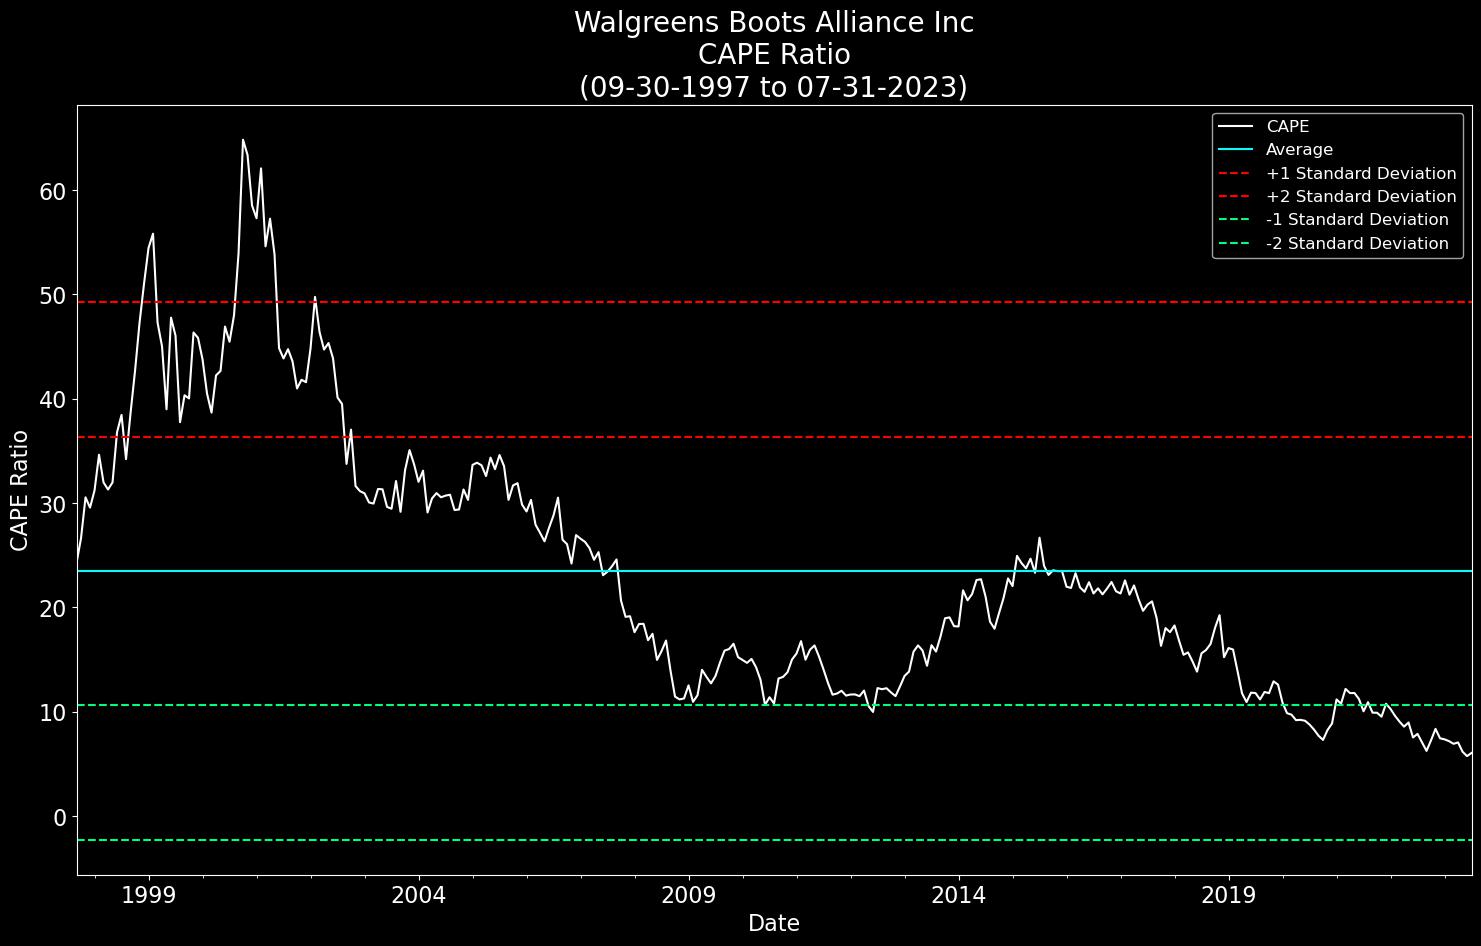 Walgreens Boots Alliance Inc
CAPE Ratio
(09-30-1997 to 07-31-2023)
CAPE
Average
+1 Standard Deviation
+2 Standard Deviation
-1 Standard Deviation
-2 Standard Deviation
CAPE Ratio
60
50
40
30
20
10
0
1999
2004
2009
2014
2019
Date